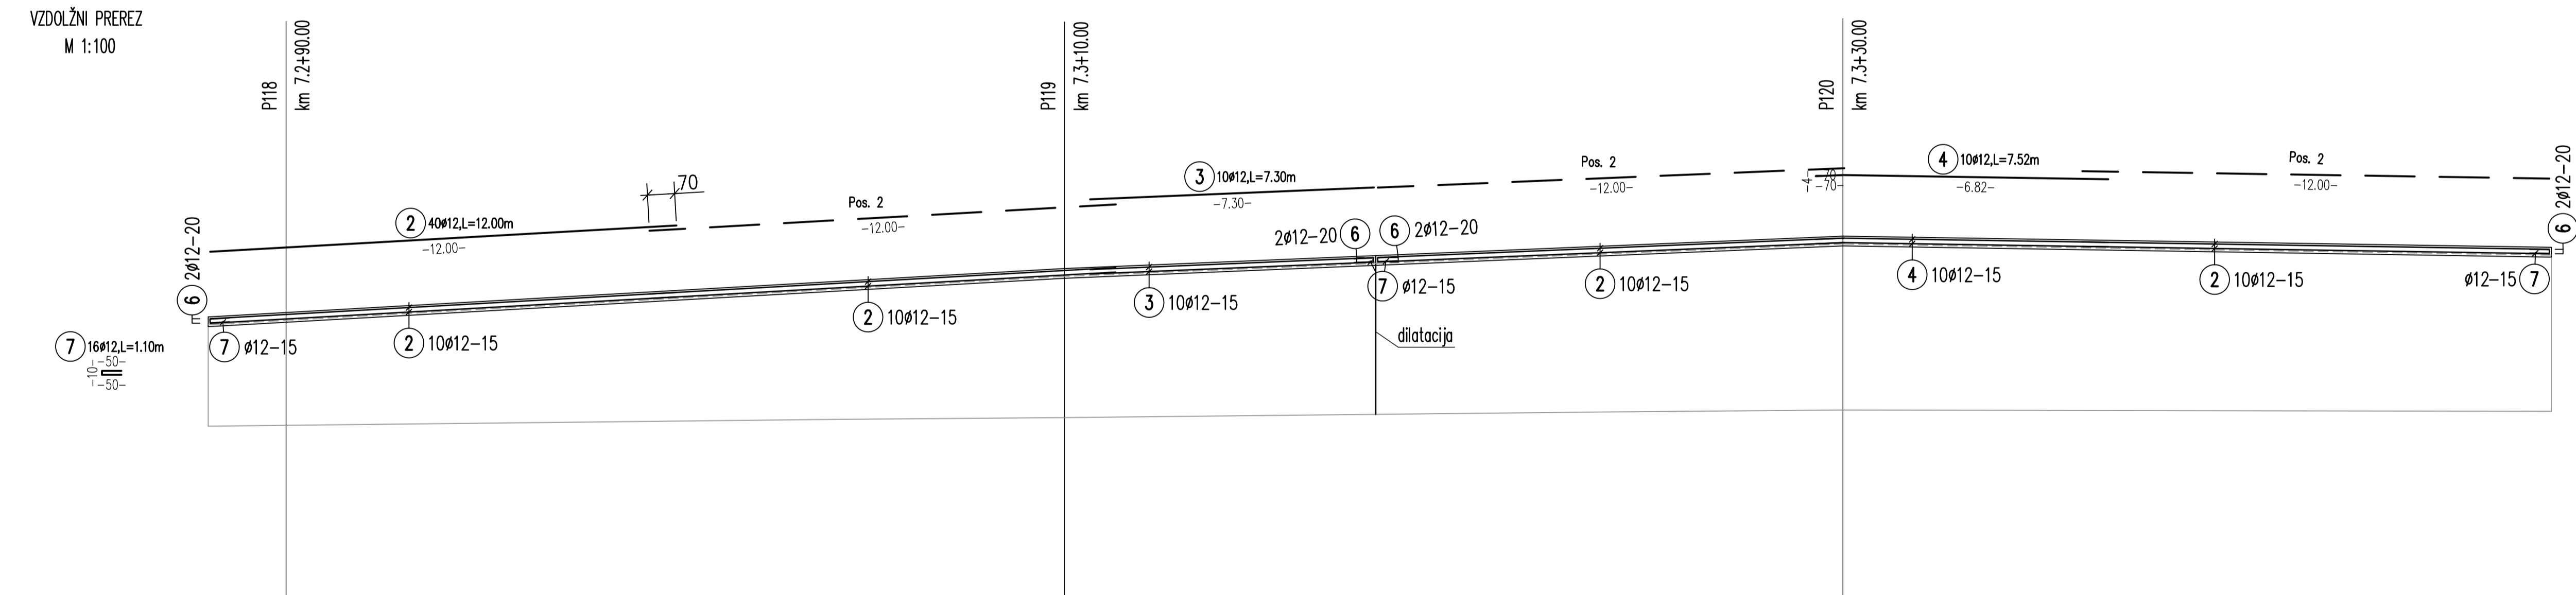 VZDOLŽNI PREREZ
M 1:100
P118
km 7.2+90.00
P119
km 7.3+10.00
P120
km 7.3+30.00
6 2ø12-20
2 40ø12,L=12.00m
-12.00-
70
Pos. 2
-12.00-
3 10ø12,L=7.30m
-7.30-
Pos. 2
-12.00-
-4-
-70-
-70-
4 10ø12,L=7.52m
-6.82-
Pos. 2
-12.00-
6 2ø12-20
2ø12-20 6
6 2ø12-20
7 ø12-15
2 10ø12-15
2 10ø12-15
3 10ø12-15
7 ø12-15
2 10ø12-15
4 10ø12-15
2 10ø12-15
ø12-15 7
dilatacija
7 16ø12,L=1.10m
-50-
-10-
-50-